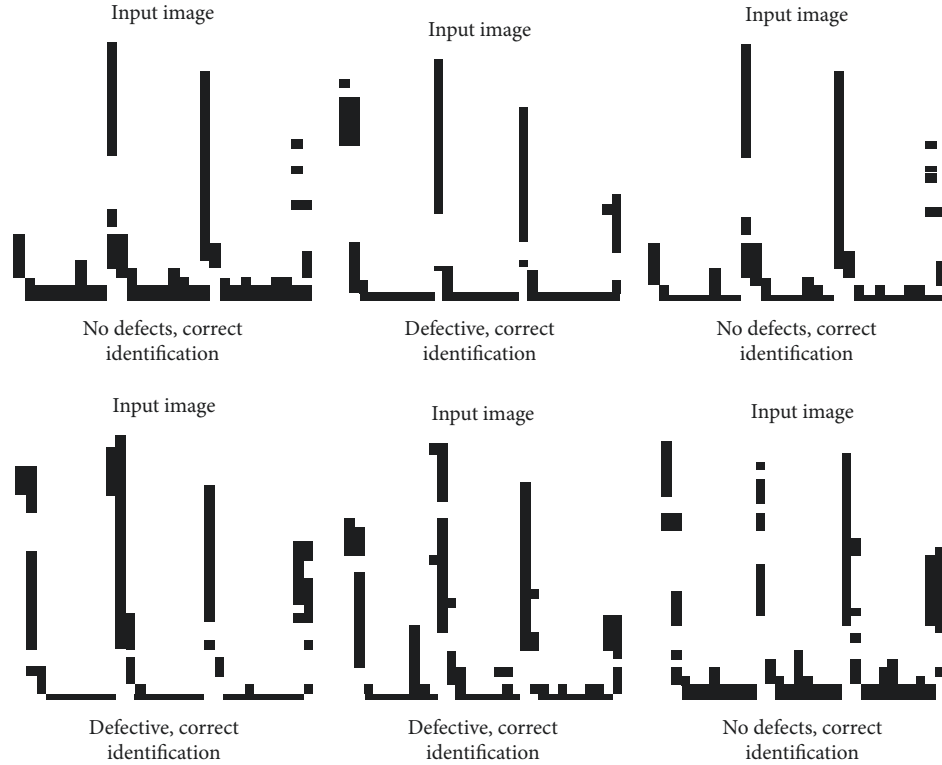 Input image
Input image
Input image
No defects, correct
identification
Defective, correct
identification
No defects, correct
identification
Input image
Input image
Input image
Defective, correct
identification
Defective, correct
identification
No defects, correct
identification